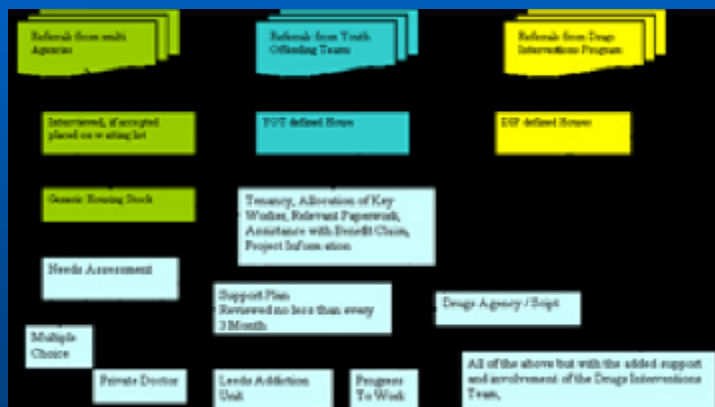 Referrals from multi
Agencies
Referrals from Youth
Offending Teams
Referrals from Drugs
Interventions Program
Interviewed, if accepted
placed on waiting list
YOT defined House
DIP defined Houses
Generic Housing Stock
Tenancy, Allocation of Key
Worker, Relevant Paperwork,
Assistance with Benefit Claim,
Project Information
Needs Assessment
Support Plan
Reviewed no less than every
3 Month
Drugs Agency / Script
Multiple
Choice
Private Doctor
Leeds Addiction
Unit
Progress
To Work
All of the above but with the added support
and involvement of the Drugs Interventions
Team,